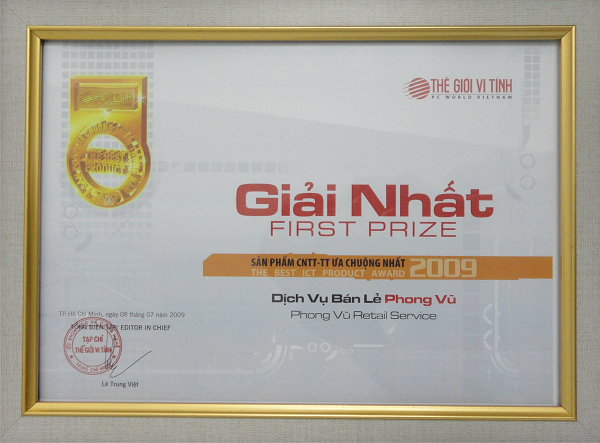 THẾ GIỚI VI TÍNH
PC WORLD VIETNAM
THE BEST
PRODUCTS
Giải Nhất
FIRST PRIZE
SẢN PHẨM CNTT-TT ƯA CHUỘNG NHẤT
THE BEST ICT PRODUCT AWARD 2009
Dịch Vụ Bán Lẻ Phong Vũ
Phong Vũ Retail Service
TP.Hồ Chí Minh, ngày 08 tháng 07 năm 2009
TỔNG BIÊN TẬP/ EDITOR IN CHIEF
TẠP CHÍ
THẾ GIỚI VI TÍNH
Lê Trung Việt